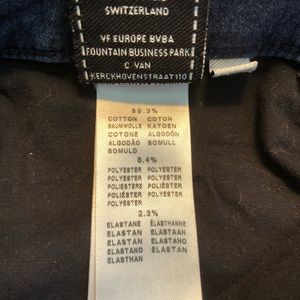 SWITZERLAND
VF EUROPE BVBA
FOUNTAIN BUSINESS PARK
C VAN
KERCKHOVENSTRAAT110
89.3%
COTTON COTON
BAUMWOLLE KATOEN
COTONE ALGODÓN
ALGODÃO BOMULD
BOMULL
8.4%
POLYESTER POLYESTER
POLYESTER POLYESTER
POLIESTERE POLIÉSTER
POLIÉSTER POLYESTER
POLYESTER
2.3%
ELASTANE ÉLASTHANNE
ELASTAN ELASTAAN
ELASTAN ELASTANO
ELASTANO ELASTAN
ELASTHAN